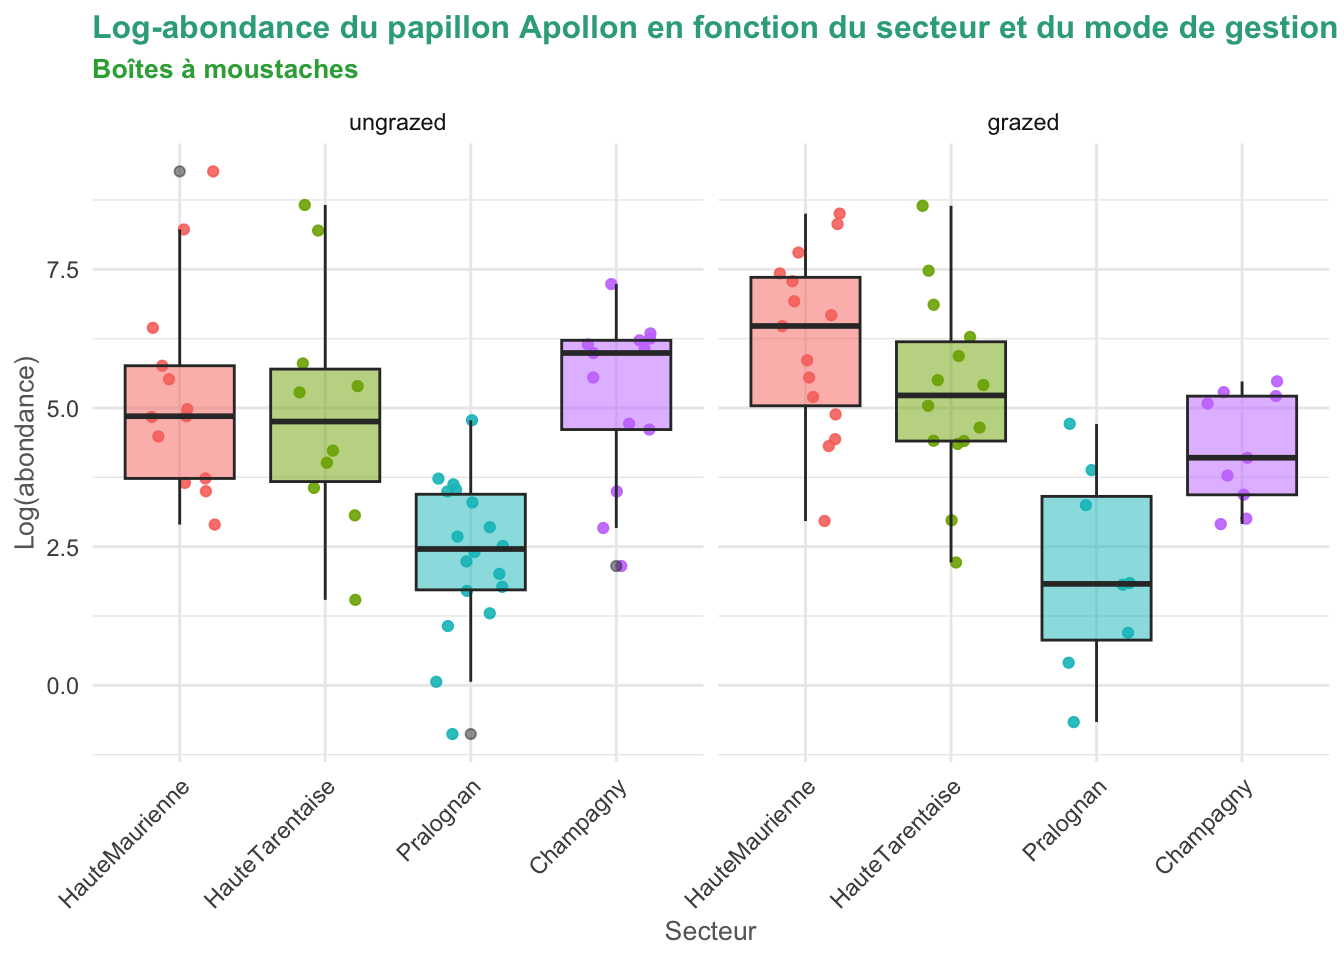 Log-abondance du papillon Apollon en fonction du secteur et du mode de gestion
Boîtes à moustaches
ungrazed
grazed
Log(abondance)
7.5
5.0
2.5
0.0
HauteMaurienne
HauteTarentaise
Pralognan
Champagny
HauteMaurienne
HauteTarentaise
Pralognan
Champagny
Secteur